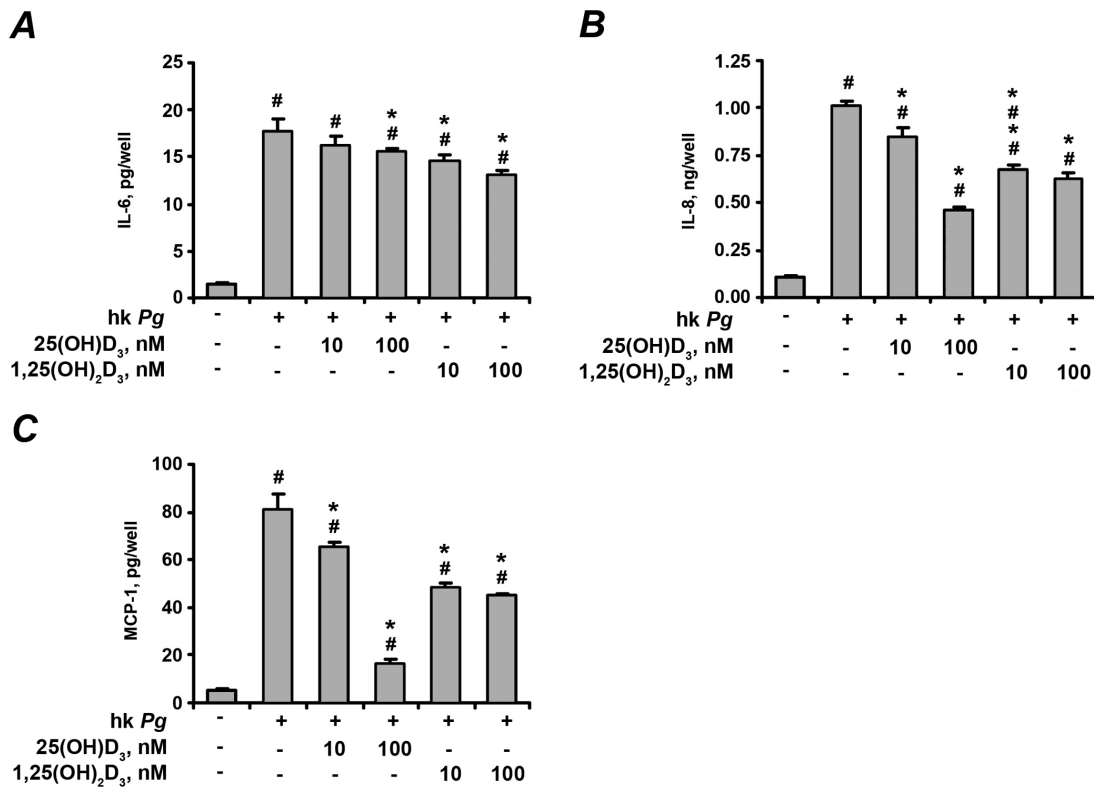 A
25
20
15
10
5
0
IL-6, pg/well
# # * # * # * #
hk Pg - + + + + +
25(OH)D₃, nM - - 10 100 - -
1,25(OH)₂D₃, nM - - - - 10 100
B
1.25
1.00
0.75
0.50
0.25
0.00
IL-8, ng/well
# * # * # * # * # * #
hk Pg - + + + + +
25(OH)D₃, nM - - 10 100 - -
1,25(OH)₂D₃, nM - - - - 10 100
C
100
80
60
40
20
0
MCP-1, pg/well
# * # * # * # * #
hk Pg - + + + + +
25(OH)D₃, nM - - 10 100 - -
1,25(OH)₂D₃, nM - - - - 10 100